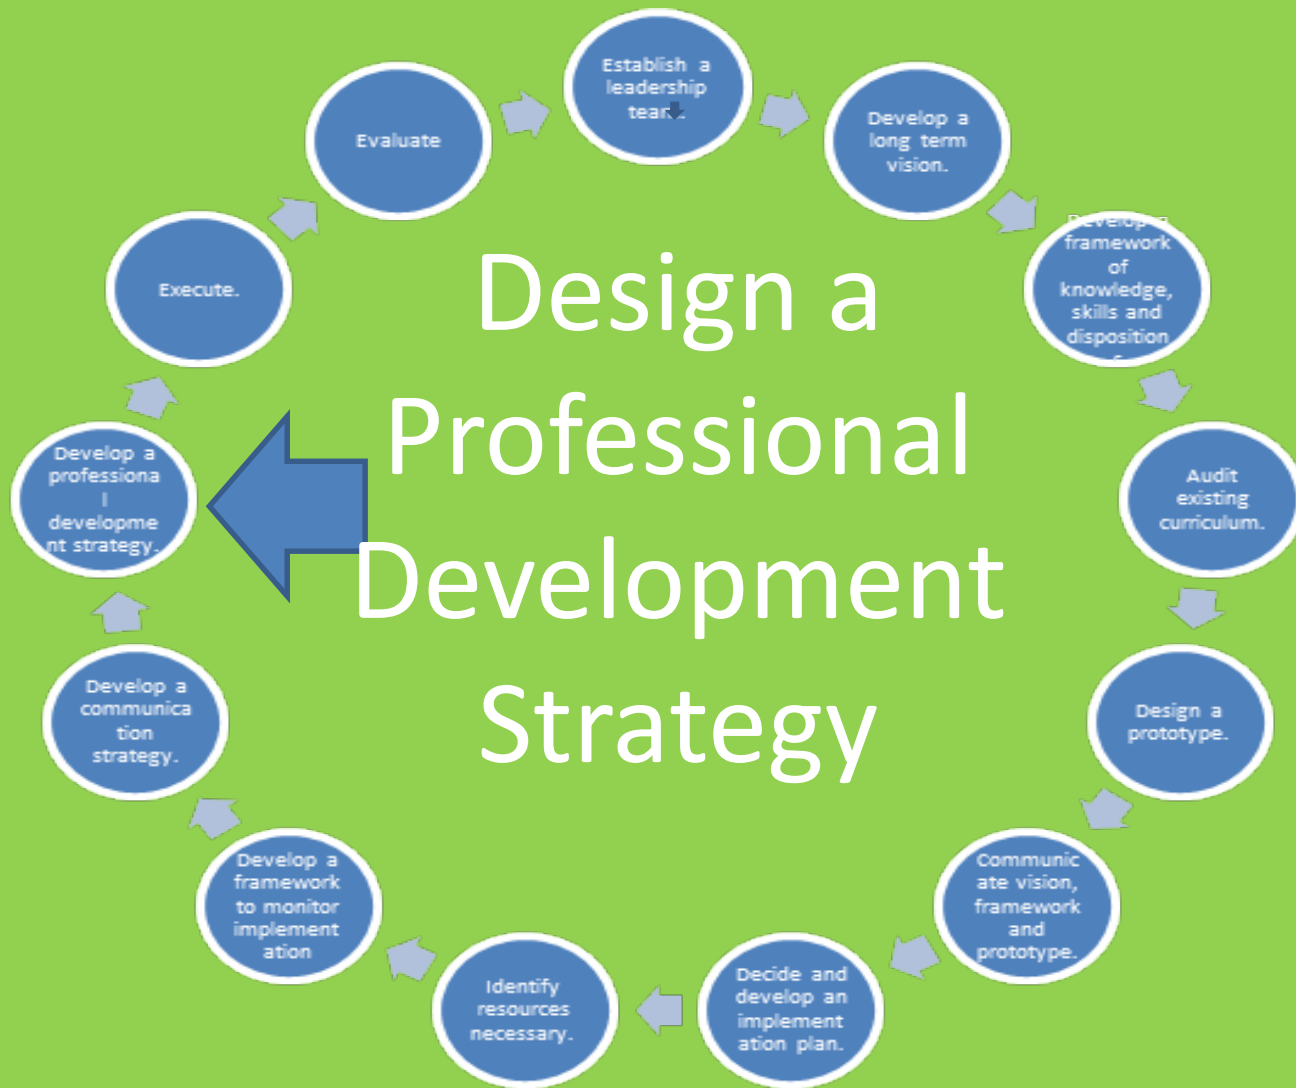 Establish a
leadership
team.
Develop a
long term
vision.
Develop a
framework
of
knowledge,
skills and
disposition
Audit
existing
curriculum.
Design a
prototype.
Communic
ate vision,
framework
and
prototype.
Decide and
develop an
implement
ation plan.
Identify
resources
necessary.
Develop a
framework
to monitor
implement
ation
Develop a
communica
tion
strategy.
Develop a
professiona
l
developme
nt strategy.
Execute.
Evaluate
Design a
Professional
Development
Strategy